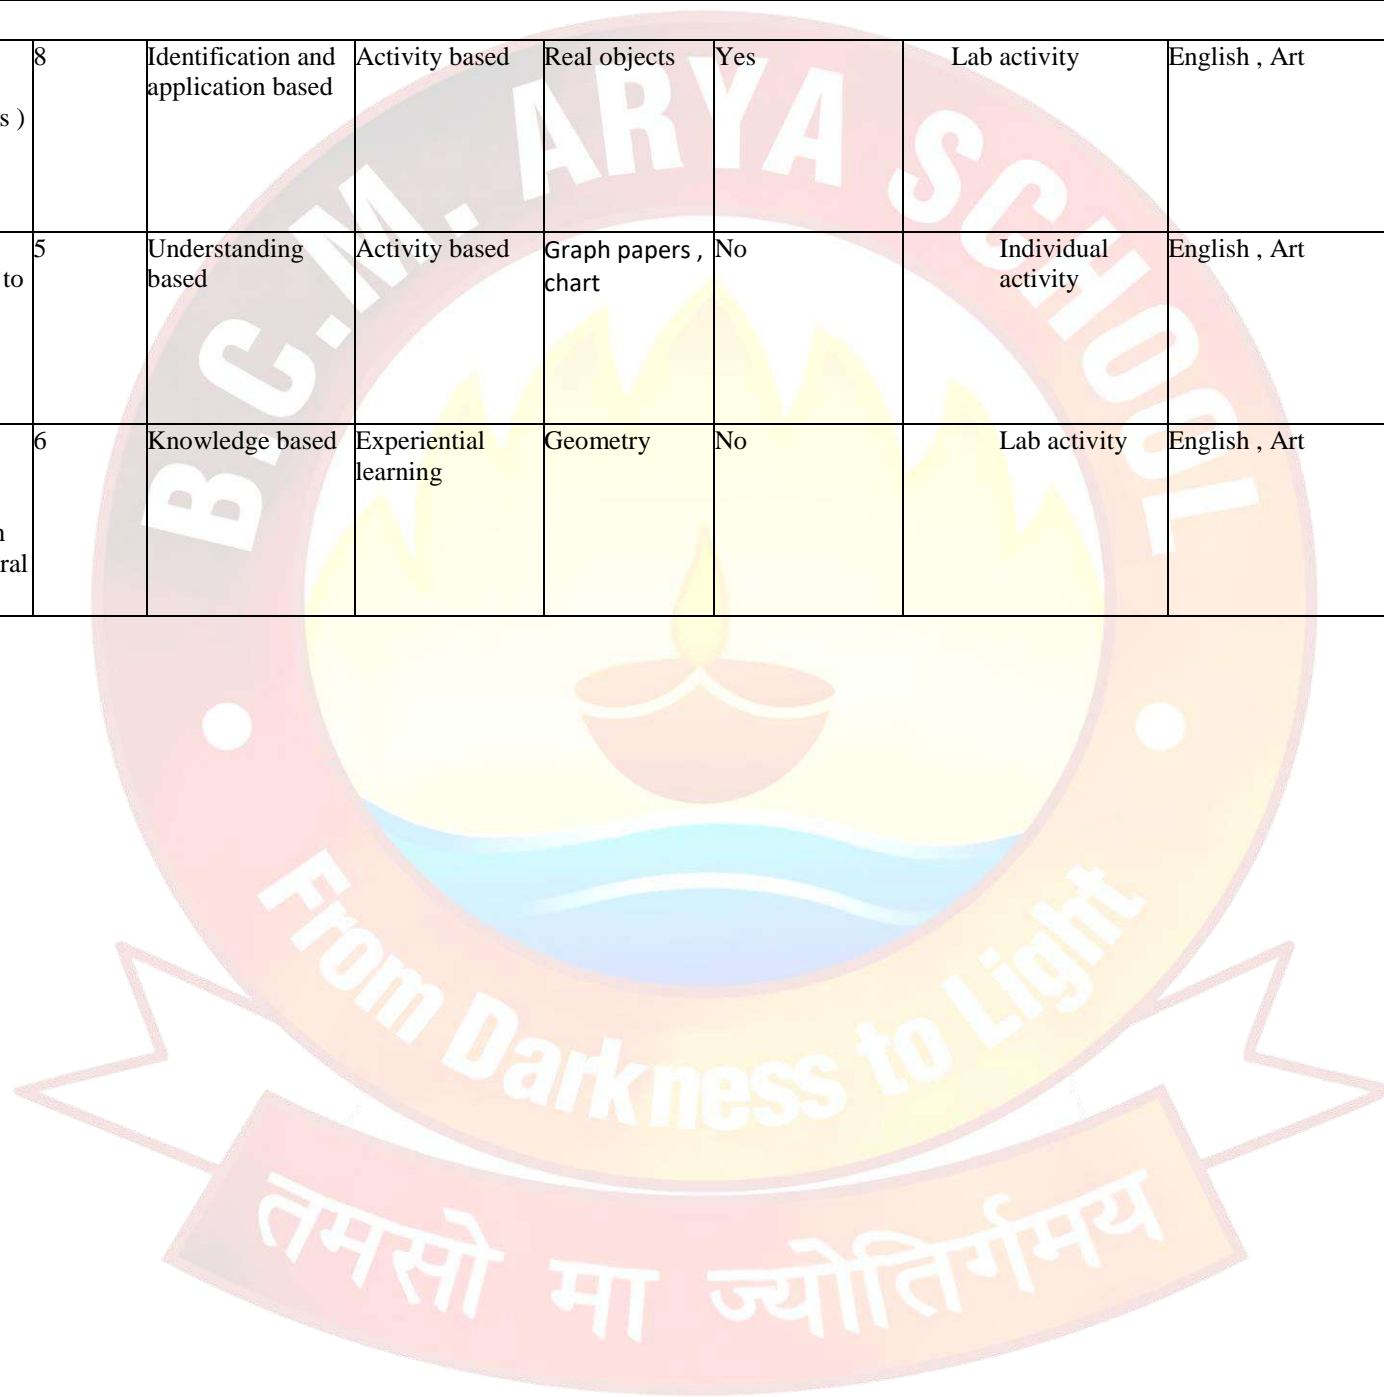 8 Identification and Activity based Real objects Yes Lab activity English , Art
application based
s )
5 Understanding Activity based Graph papers , No Individual English , Art
to based chart activity
6 Knowledge based Experiential Geometry No Lab activity English , Art
learning
ral
B.C.M. ARYA SCHOOL
From Darkness to Light
तमसो मा ज्योतिर्गमय